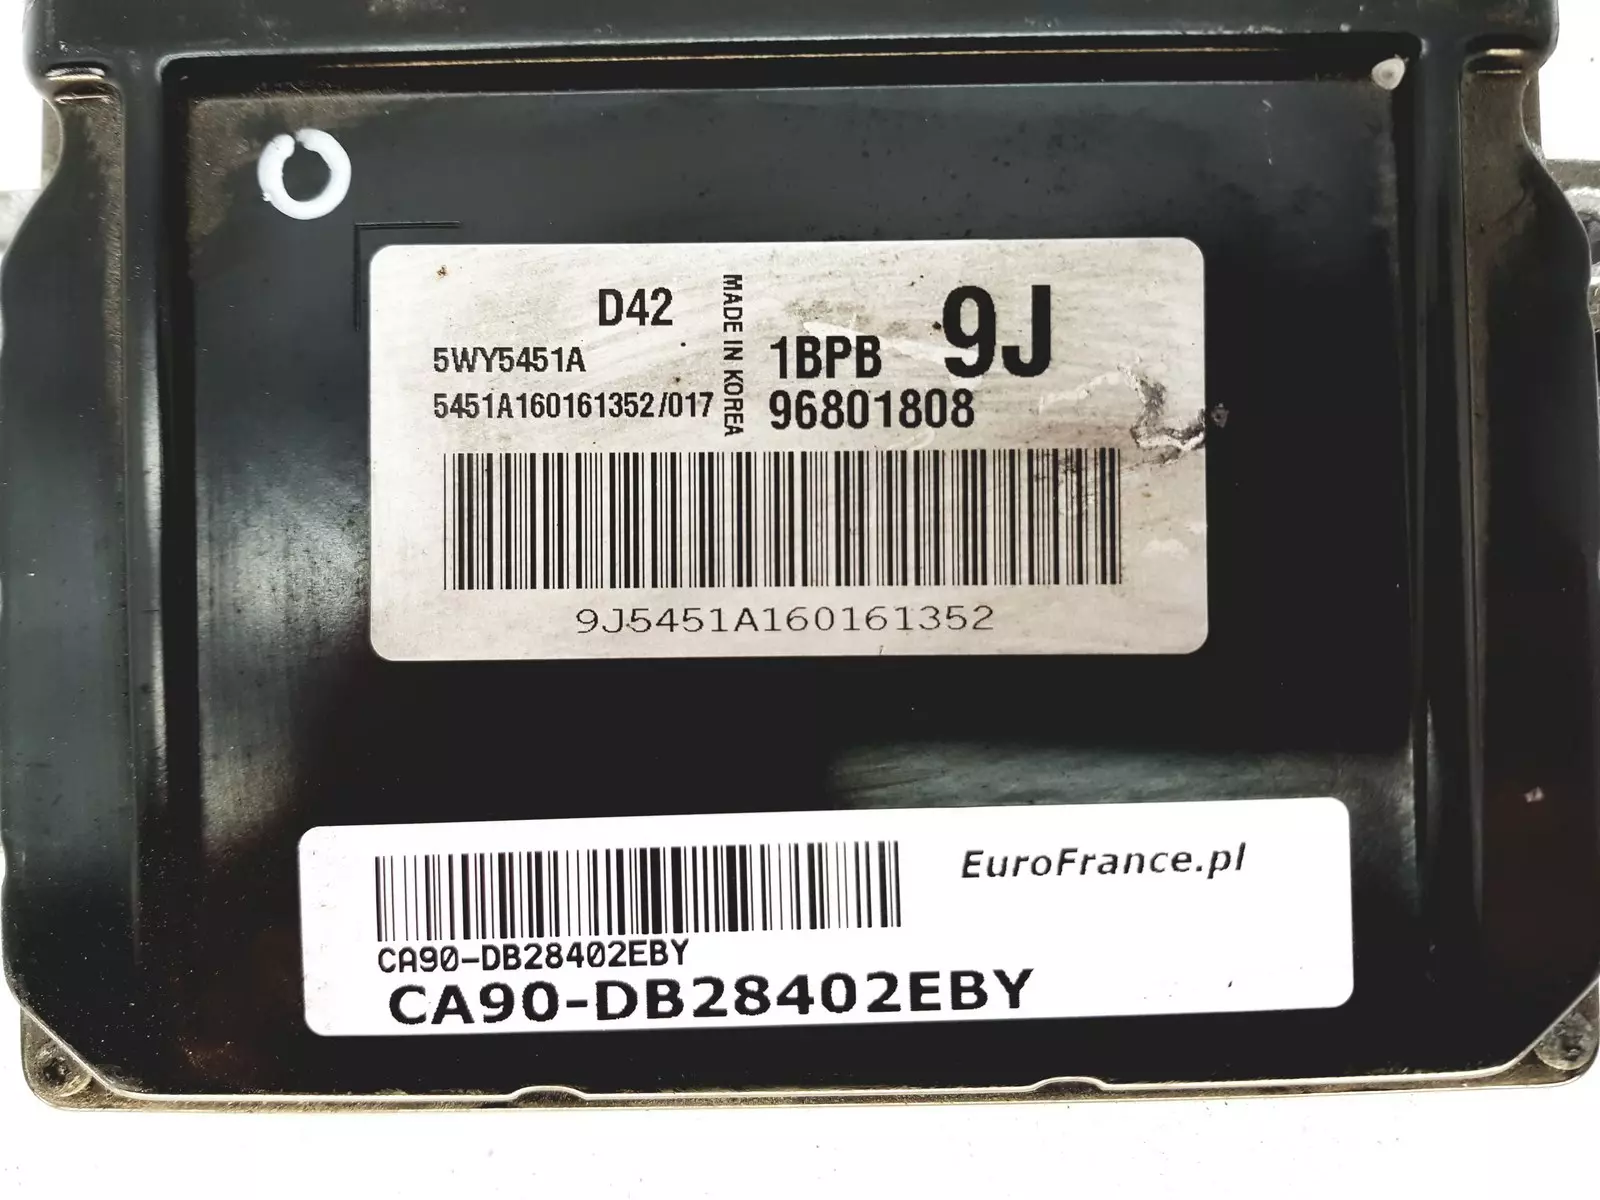 D42
5WY5451A
5451A160161352/017
MADE IN KOREA
1BPB 9J
96801808
9J5451A160161352
EuroFrance.pl
CA90-DB28402EBY
CA90-DB28402EBY